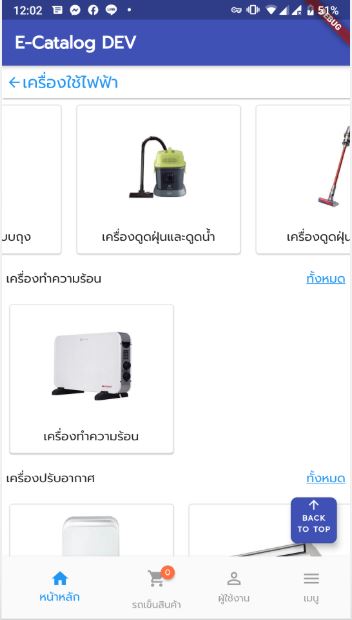 12:02
51%
DEBUG
E-Catalog DEV
เครื่องใช้ไฟฟ้า
เครื่องดูดฝุ่นและดูดน้ำ
เครื่องทำความร้อน
ทั้งหมด
เครื่องทำความร้อน
เครื่องปรับอากาศ
ทั้งหมด
BACK
TO TOP
0
หน้าหลัก
รถเข็นสินค้า
ผู้ใช้งาน
เมนู